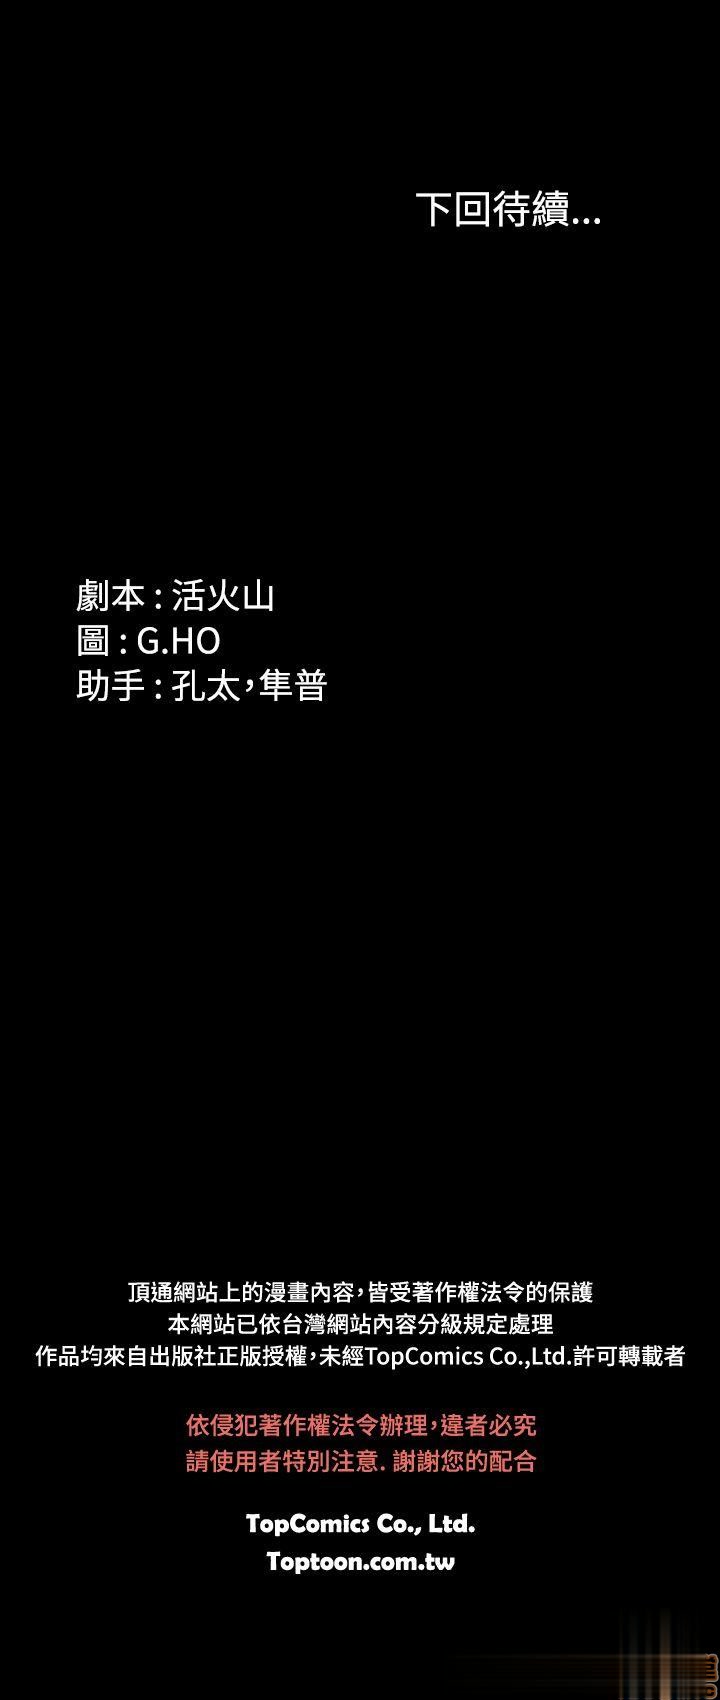 下回待續...
劇本 : 活火山
圖 : G.HO
助手 : 孔太，隼普
頂通網站上的漫畫內容，皆受著作權法令的保護
本網站已依台灣網站內容分級規定處理
作品均來自出版社正版授權，未經TopComics Co.,Ltd.許可轉載者
依侵犯著作權法令辦理，違者必究
請使用者特別注意. 謝謝您的配合
TopComics Co., Ltd.
Toptoon.com.tw